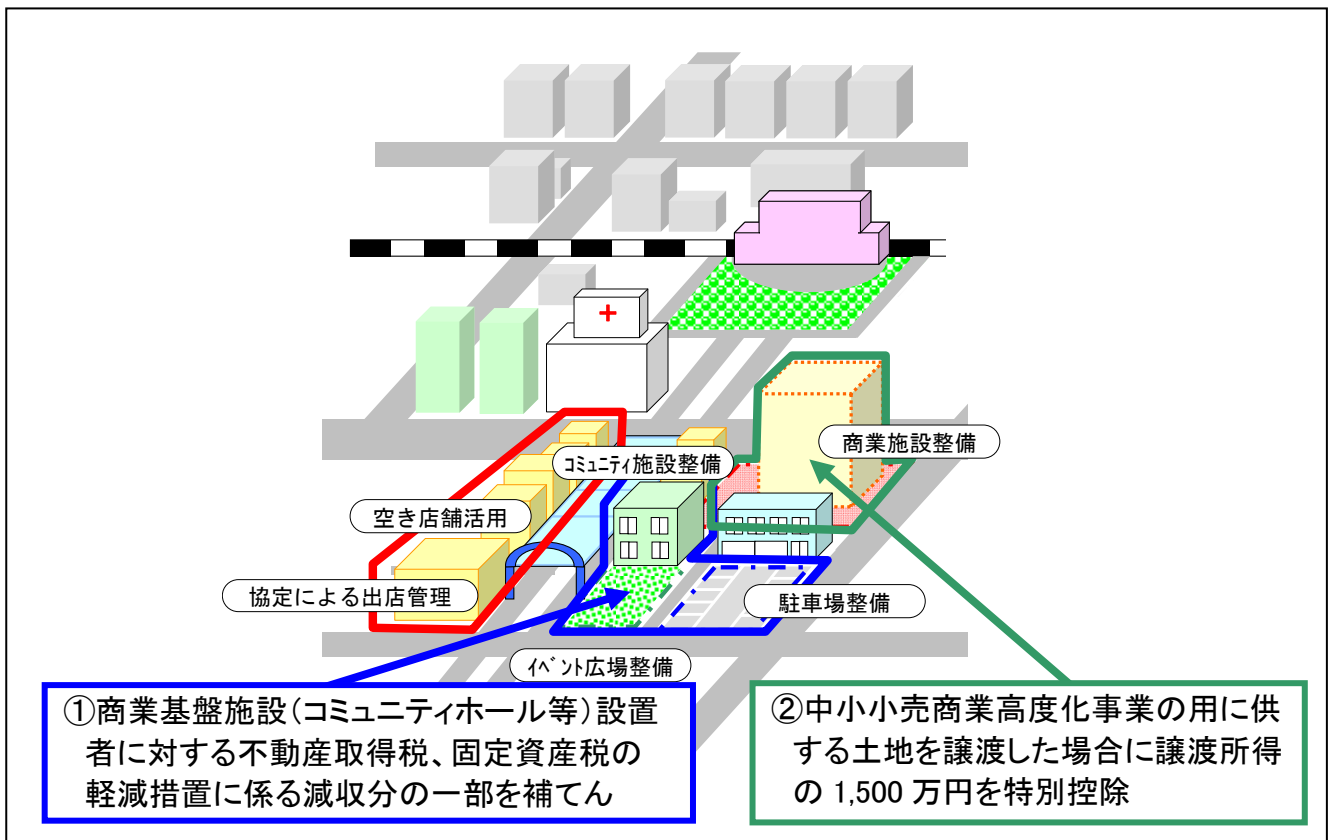 商業施設整備
コミュニティ施設整備
空き店舗活用
協定による出店管理
駐車場整備
イベント広場整備
①商業基盤施設(コミュニティホール等)設置
者に対する不動産取得税、固定資産税の
軽減措置に係る減収分の一部を補てん
②中小小売商業高度化事業の用に供
する土地を譲渡した場合に譲渡所得
の 1,500 万円を特別控除